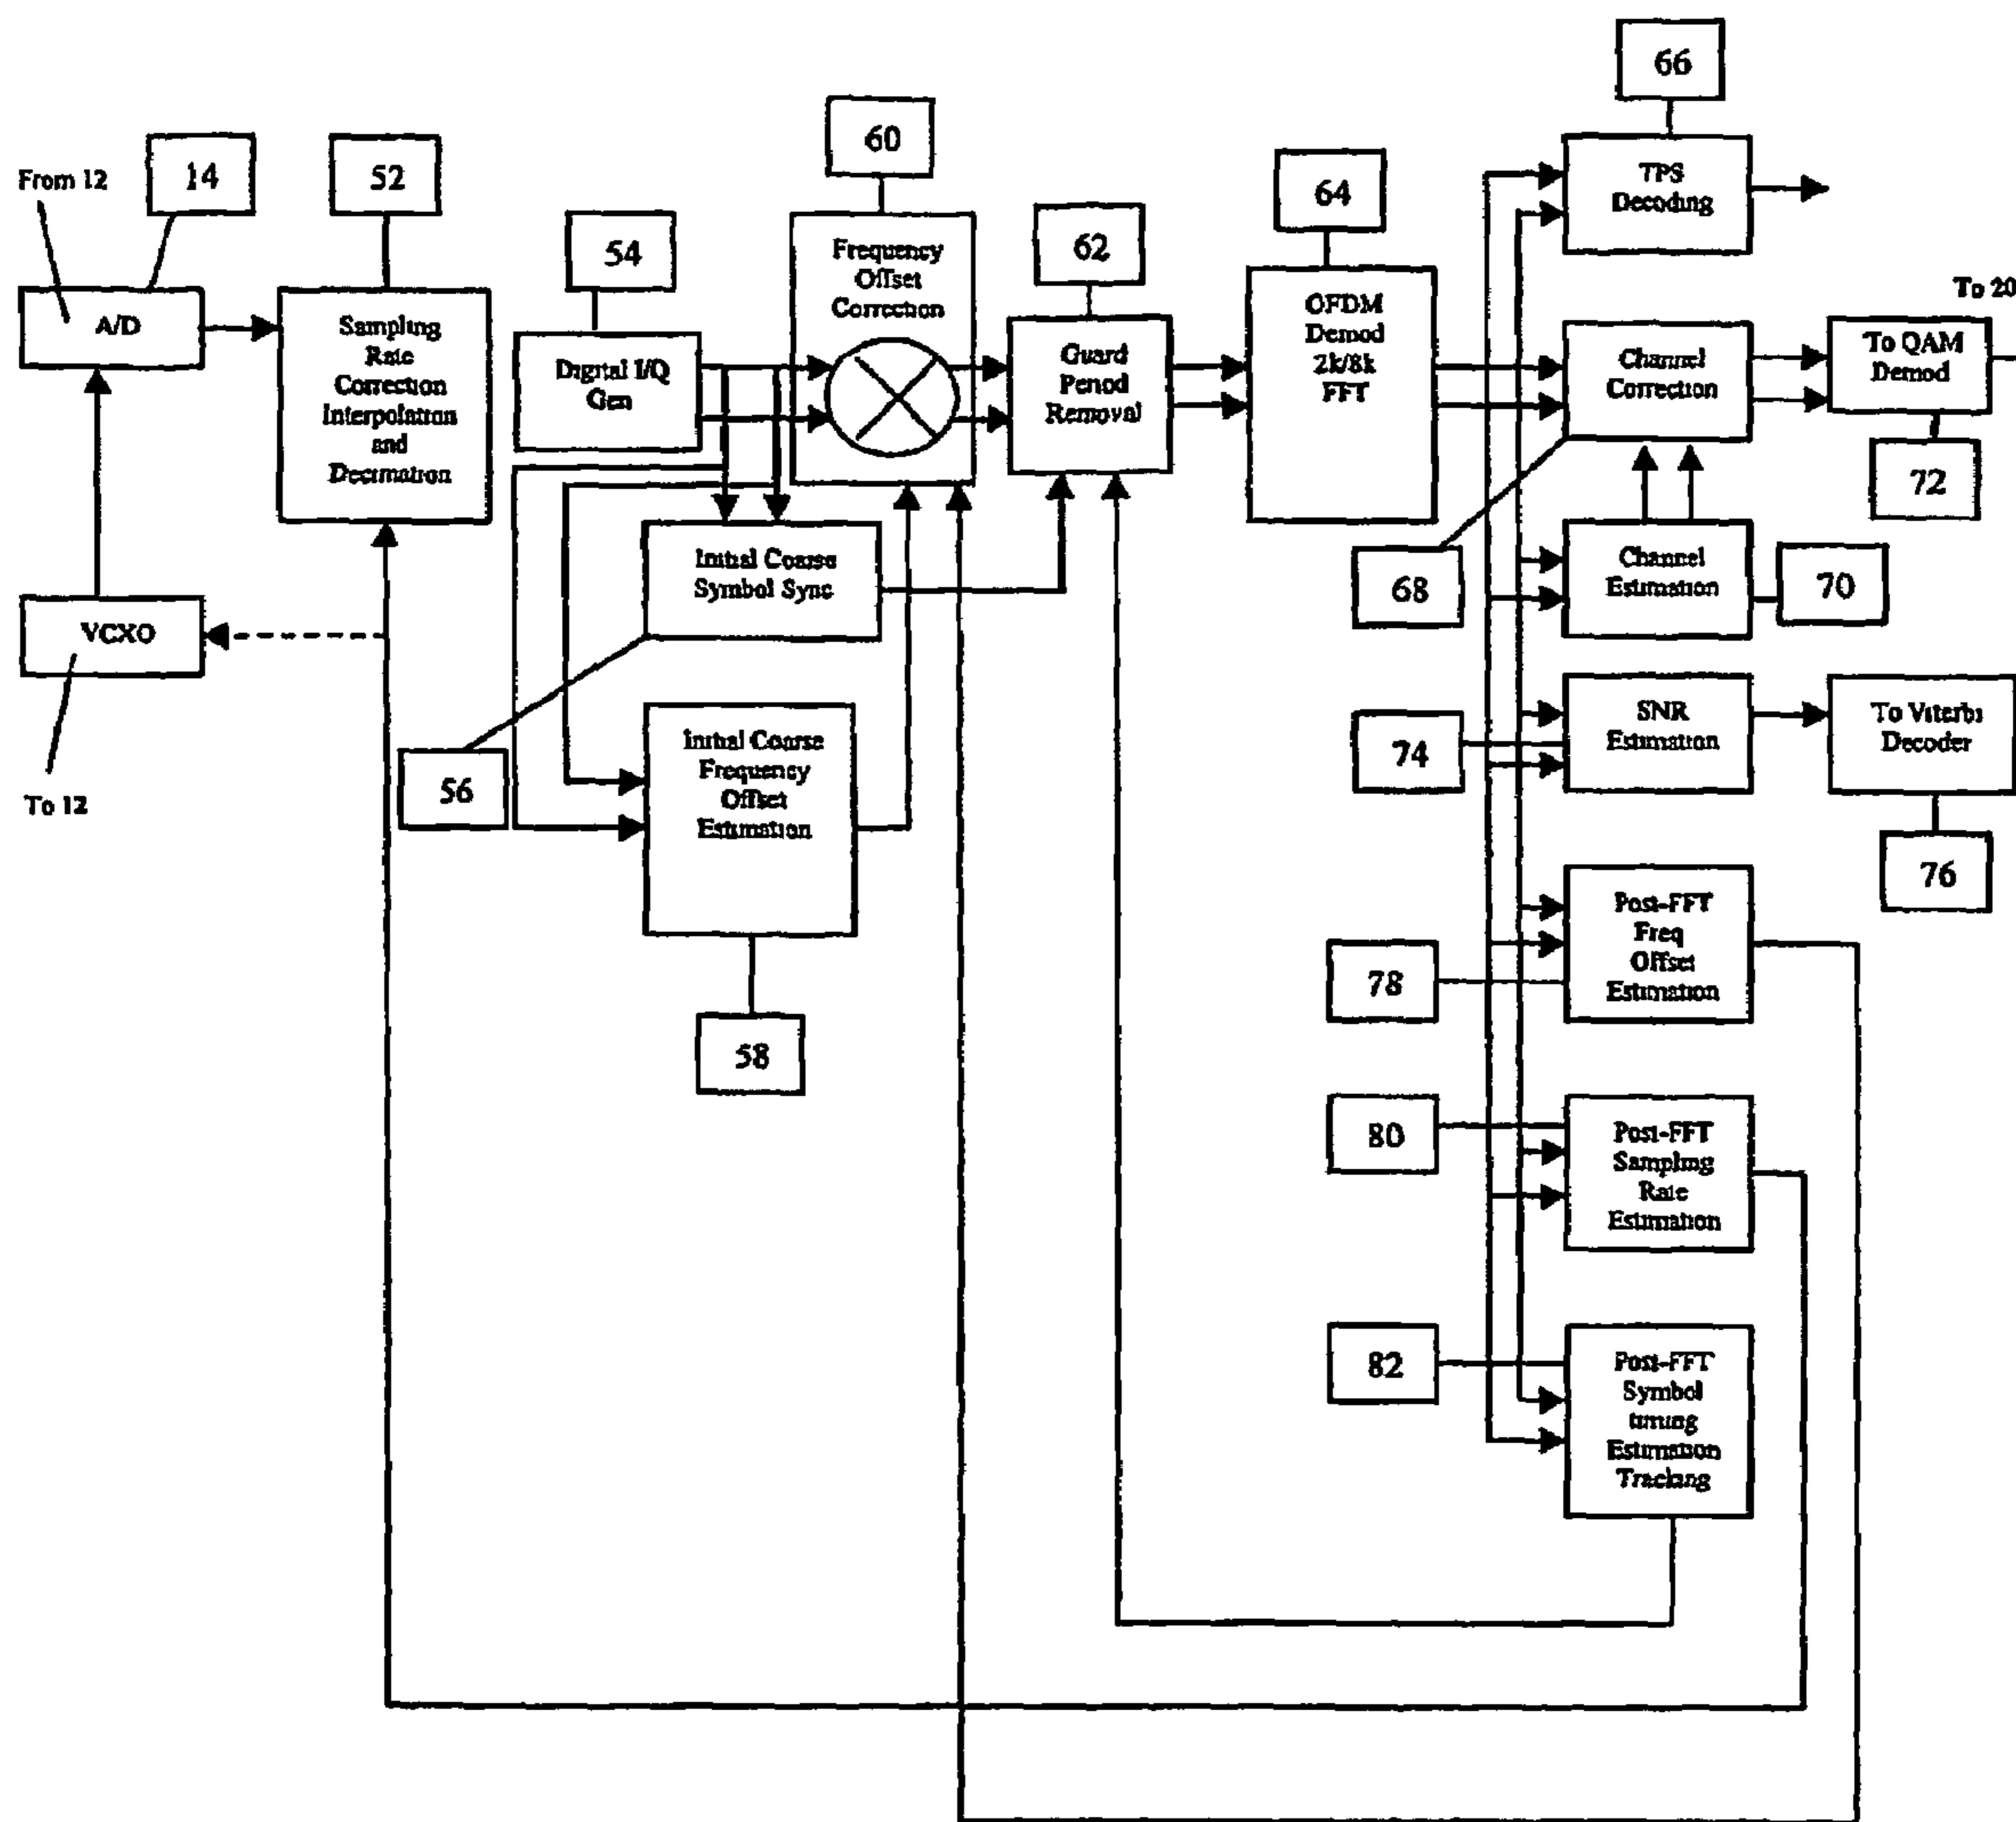 66
60
From 12
14
52
TPS
Decoding
64
54
62
Frequency
Offset
Correction
OFDM
Demod
2k/8k
FFT
To 20
A/D
Sampling
Rate
Correction
Interpolation
and
Decimation
Digital I/Q
Gen
Guard
Period
Removal
Channel
Correction
To QAM
Demod
72
Initial Coarse
Symbol Sync
68
Channel
Estimation
70
VCXO
To 12
56
Initial Coarse
Frequency
Offset
Estimation
74
SNR
Estimation
To Viterbi
Decoder
76
58
78
Post-FFT
Freq
Offset
Estimation
80
Post-FFT
Sampling
Rate
Estimation
82
Post-FFT
Symbol
timing
Estimation
Tracking